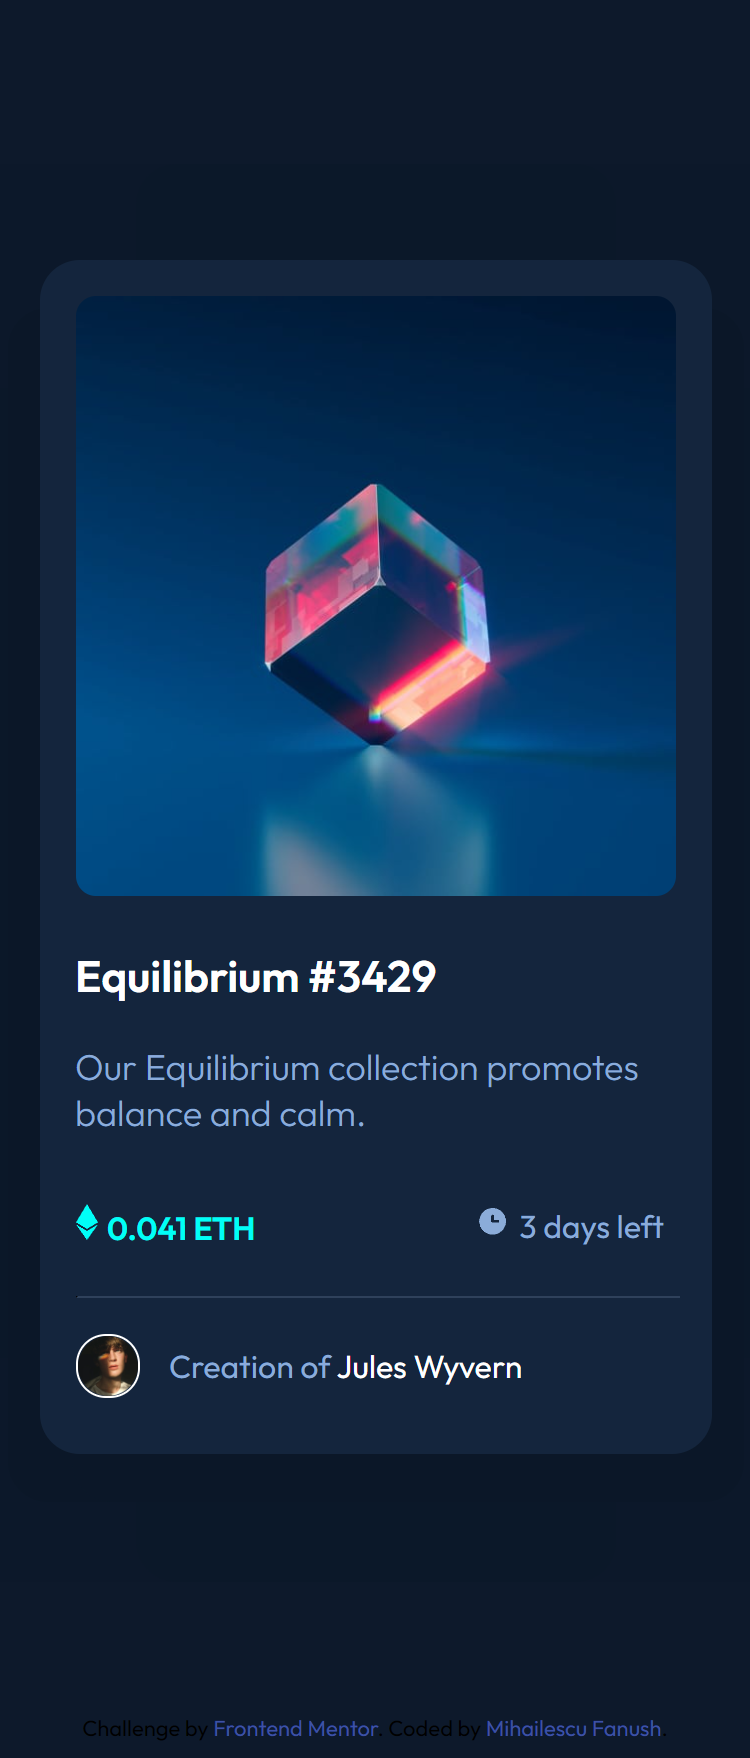 Equilibrium #3429
Our Equilibrium collection promotes
balance and calm.
0.041 ETH
3 days left
Creation of Jules Wyvern
Challenge by Frontend Mentor. Coded by Mihailescu Fanush.